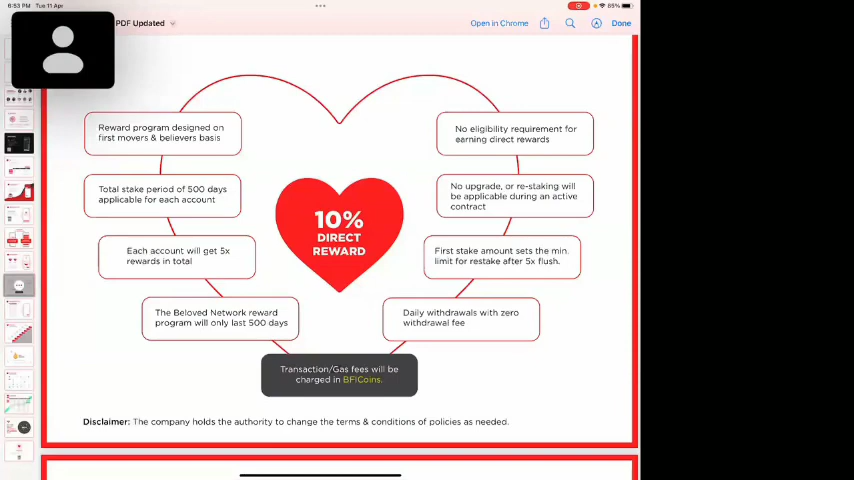 6:53 PM Tue 11 Apr
85%
PDF Updated
Open in Chrome
Done
Reward program designed on
first movers & believers basis
No eligibility requirement for
earning direct rewards
Total stake period of 500 days
applicable for each account
No upgrade, or re-staking will
be applicable during an active
contract
10%
DIRECT
REWARD
Each account will get 5x
rewards in total
First stake amount sets the min.
limit for restake after 5x flush.
The Beloved Network reward
program will only last 500 days
Daily withdrawals with zero
withdrawal fee
Transaction/Gas fees will be
charged in BFICoins.
Disclaimer: The company holds the authority to change the terms & conditions of policies as needed.